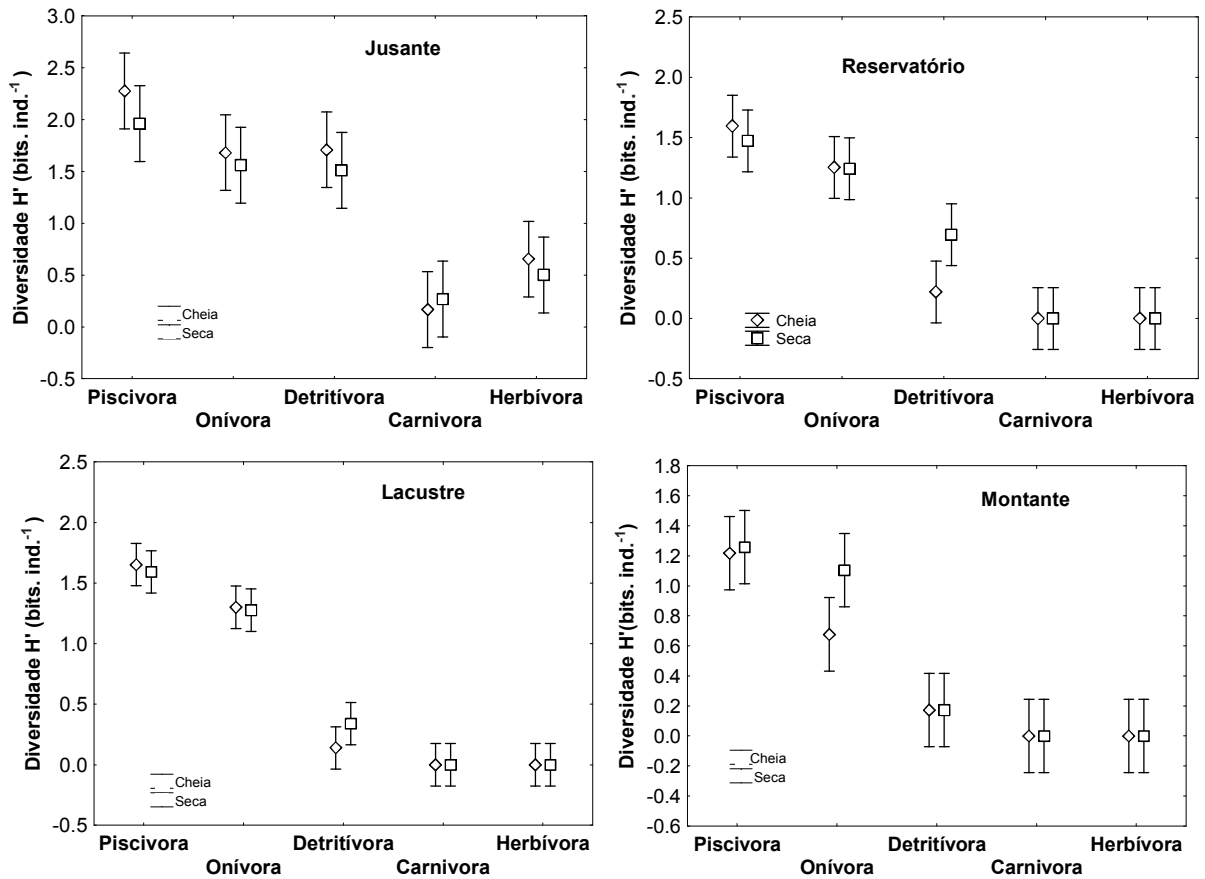 Jusante
Diversidade H' (bits. ind.-1 )
3.0
2.5
2.0
1.5
1.0
0.5
0.0
-0.5
Cheia
Seca
Piscivora
Onívora
Detritívora
Carnivora
Herbívora
Reservatório
Diversidade H' (bits. ind.-1 )
2.5
2.0
1.5
1.0
0.5
0.0
-0.5
Cheia
Seca
Piscivora
Onívora
Detritívora
Carnivora
Herbívora
Lacustre
Diversidade H' (bits. ind.-1 )
2.5
2.0
1.5
1.0
0.5
0.0
-0.5
Cheia
Seca
Piscivora
Onívora
Detritívora
Carnivora
Herbívora
Montante
Diversidade H'(bits. ind.-1 )
1.8
1.6
1.4
1.2
1.0
0.8
0.6
0.4
0.2
0.0
-0.2
-0.4
-0.6
Cheia
Seca
Piscivora
Onívora
Detritívora
Carnivora
Herbívora